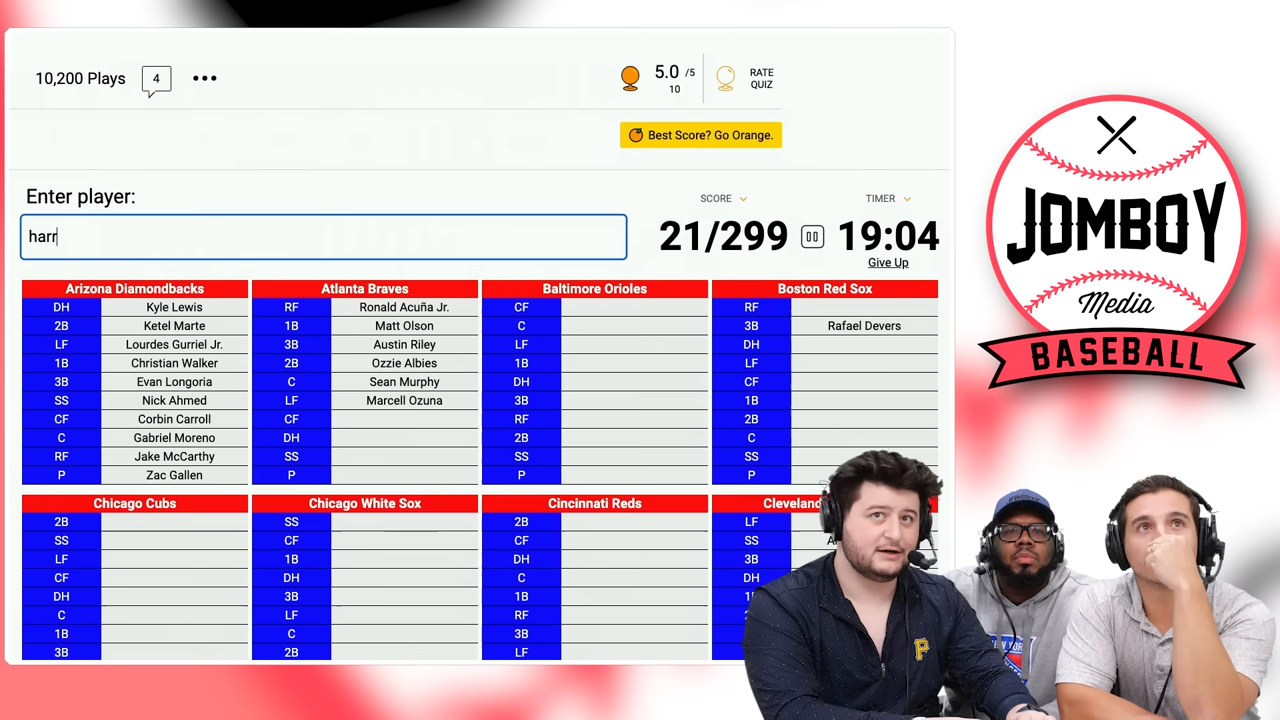 10,200 Plays
4
•••
5.0 /5
10
RATE
QUIZ
Best Score? Go Orange.
Enter player:
harr
SCORE
TIMER
21/299
19:04
Give Up
Arizona Diamondbacks
DH Kyle Lewis
2B Ketel Marte
LF Lourdes Gurriel Jr.
1B Christian Walker
3B Evan Longoria
SS Nick Ahmed
CF Corbin Carroll
C Gabriel Moreno
RF Jake McCarthy
P Zac Gallen
Atlanta Braves
RF Ronald Acuña Jr.
1B Matt Olson
3B Austin Riley
2B Ozzie Albies
C Sean Murphy
LF Marcell Ozuna
CF
DH
SS
P
Baltimore Orioles
CF
C
LF
1B
DH
3B
RF
2B
SS
P
Boston Red Sox
RF
3B Rafael Devers
DH
LF
CF
1B
2B
C
SS
P
Chicago Cubs
2B
SS
LF
CF
DH
C
1B
3B
Chicago White Sox
SS
CF
1B
DH
3B
LF
C
2B
Cincinnati Reds
2B
CF
DH
C
1B
RF
3B
LF
Cleveland
LF
SS
3B
DH
JOMBOY
Media
BASEBALL
P